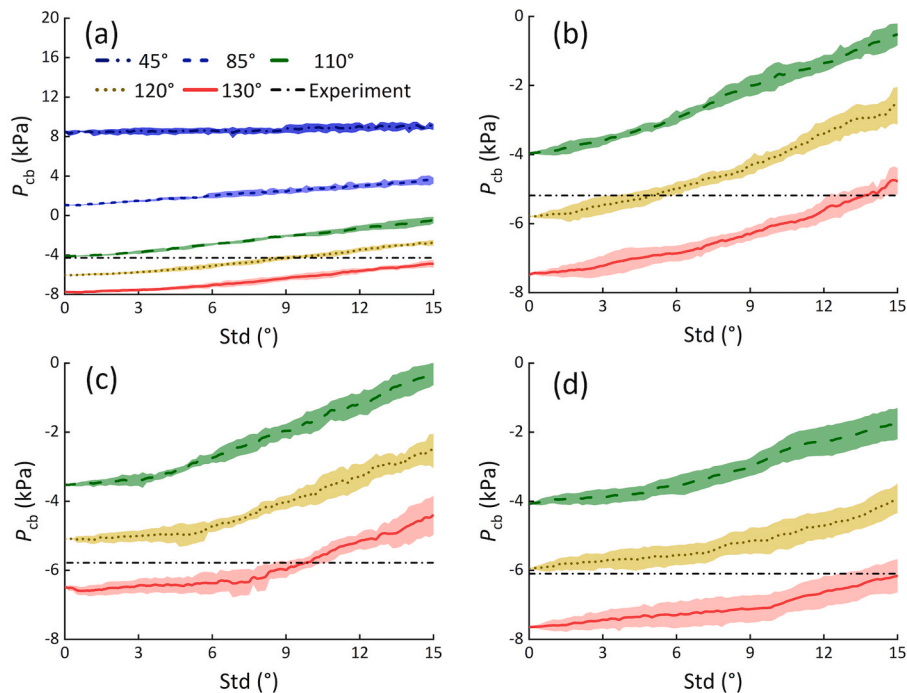 (a)
45° 85° 110°
120° 130° Experiment
20
16
12
8
4
0
-4
-8
P_cb (kPa)
0 3 6 9 12 15
Std (°)
(b)
0
-2
-4
-6
-8
P_cb (kPa)
0 3 6 9 12 15
Std (°)
(c)
0
-2
-4
-6
-8
P_cb (kPa)
0 3 6 9 12 15
Std (°)
(d)
0
-2
-4
-6
-8
P_cb (kPa)
0 3 6 9 12 15
Std (°)